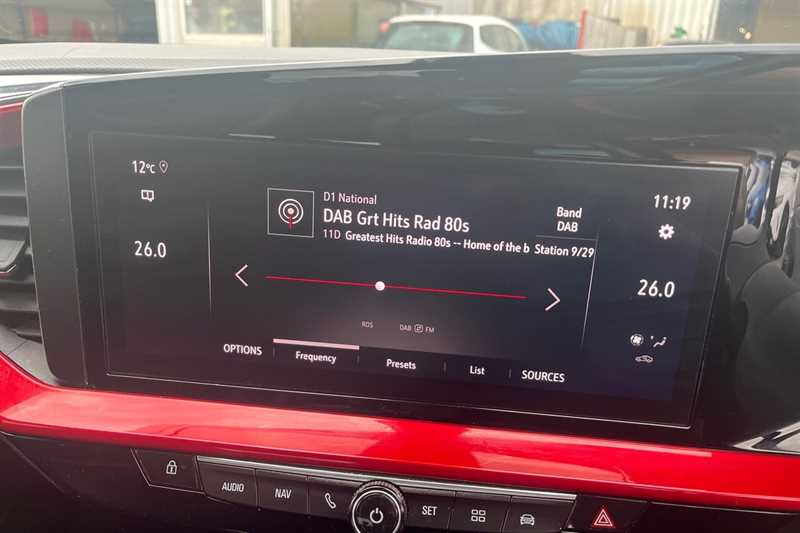 12°C
26.0
D1 National
DAB Grt Hits Rad 80s
11D Greatest Hits Radio 80s -- Home of the b
Band
DAB
Station 9/29
11:19
26.0
RDS
DAB FM
OPTIONS
Frequency
Presets
List
SOURCES
AUDIO
NAV
SET